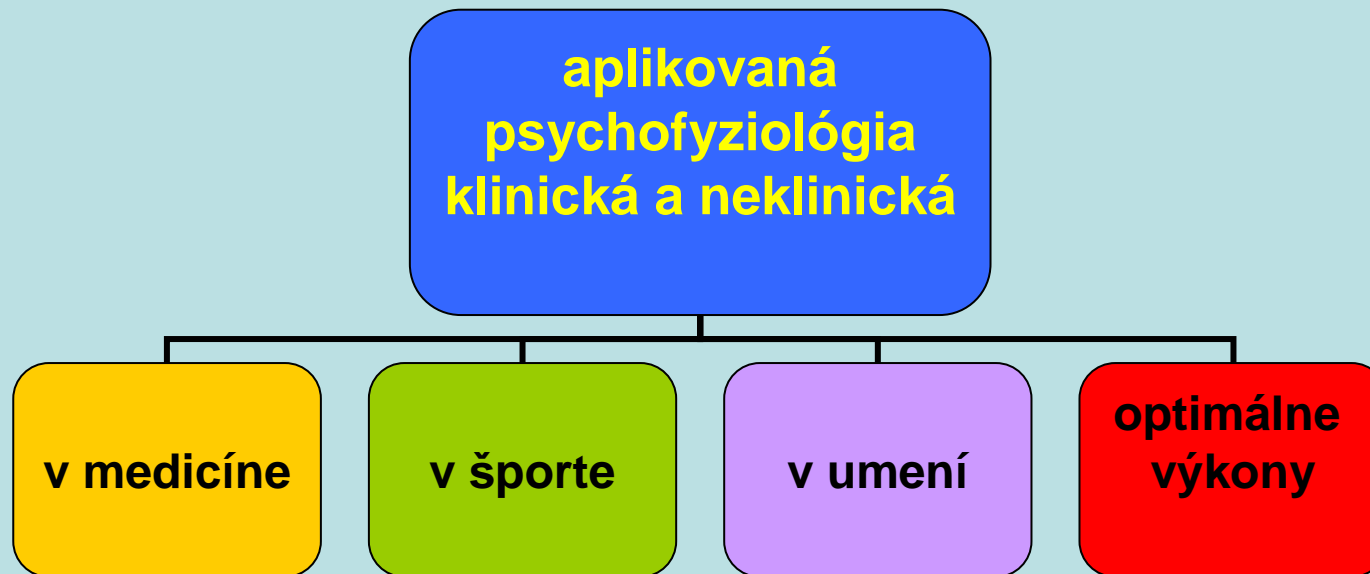 aplikovaná
psychofyziológia
klinická a neklinická
v medicíne
v športe
v umení
optimálne
výkony